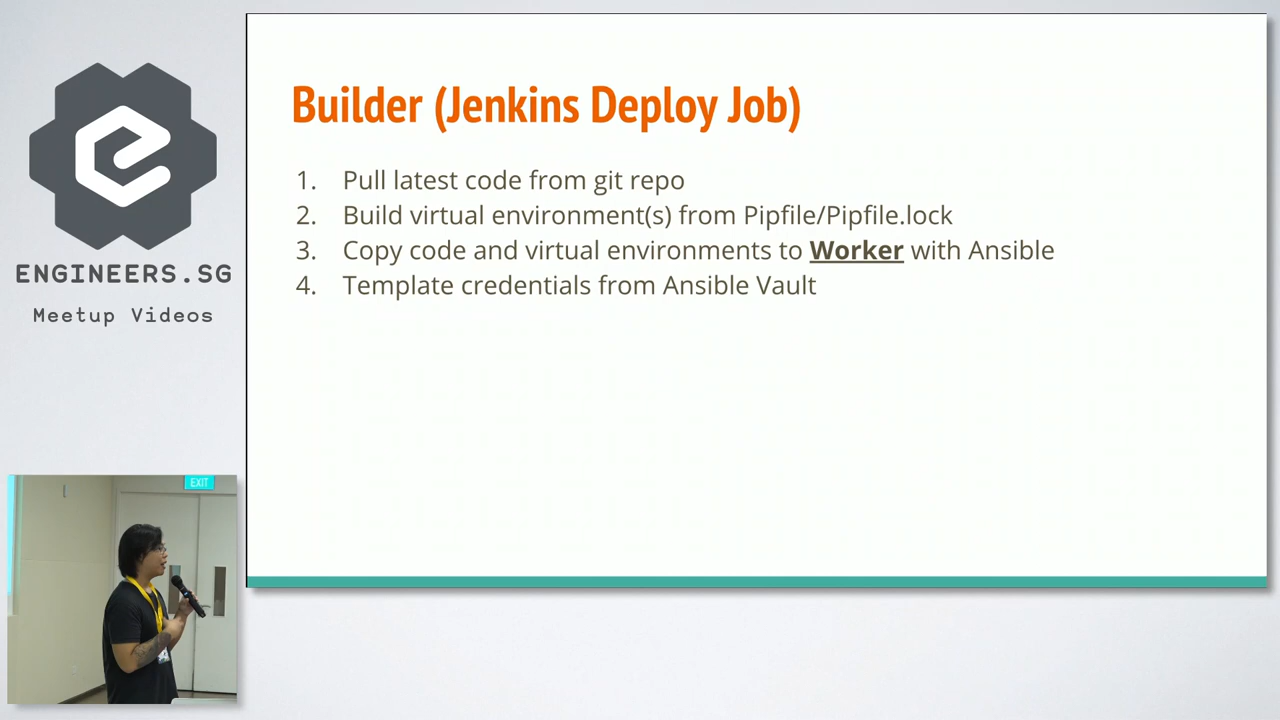 ENGINEERS.SG
Meetup Videos
Builder (Jenkins Deploy Job)
1. Pull latest code from git repo
2. Build virtual environment(s) from Pipfile/Pipfile.lock
3. Copy code and virtual environments to Worker with Ansible
4. Template credentials from Ansible Vault
EXIT